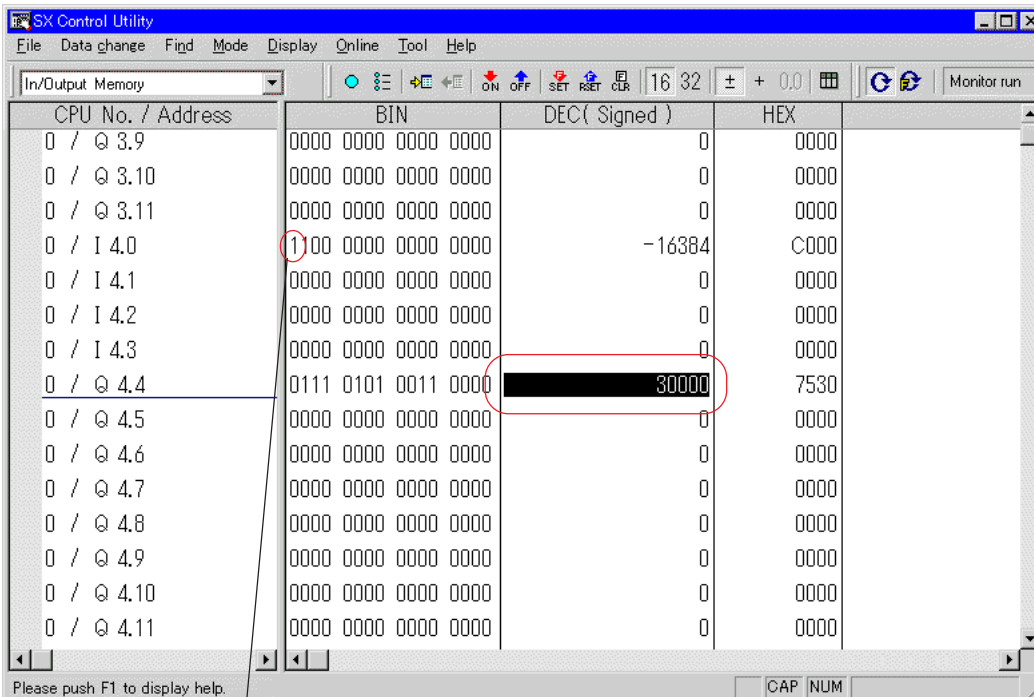 SX Control Utility
File Data change Find Mode Display Online Tool Help
In/Output Memory ON OFF SET RSET CLR 16 32 ± + 0.0 Monitor run
CPU No. / Address BIN DEC( Signed ) HEX
0 / Q 3.9 0000 0000 0000 0000 0 0000
0 / Q 3.10 0000 0000 0000 0000 0 0000
0 / Q 3.11 0000 0000 0000 0000 0 0000
0 / I 4.0 1100 0000 0000 0000 -16384 C000
0 / I 4.1 0000 0000 0000 0000 0 0000
0 / I 4.2 0000 0000 0000 0000 0 0000
0 / I 4.3 0000 0000 0000 0000 0 0000
0 / Q 4.4 0111 0101 0011 0000 30000 7530
0 / Q 4.5 0000 0000 0000 0000 0 0000
0 / Q 4.6 0000 0000 0000 0000 0 0000
0 / Q 4.7 0000 0000 0000 0000 0 0000
0 / Q 4.8 0000 0000 0000 0000 0 0000
0 / Q 4.9 0000 0000 0000 0000 0 0000
0 / Q 4.10 0000 0000 0000 0000 0 0000
0 / Q 4.11 0000 0000 0000 0000 0 0000
Please push F1 to display help. CAP NUM